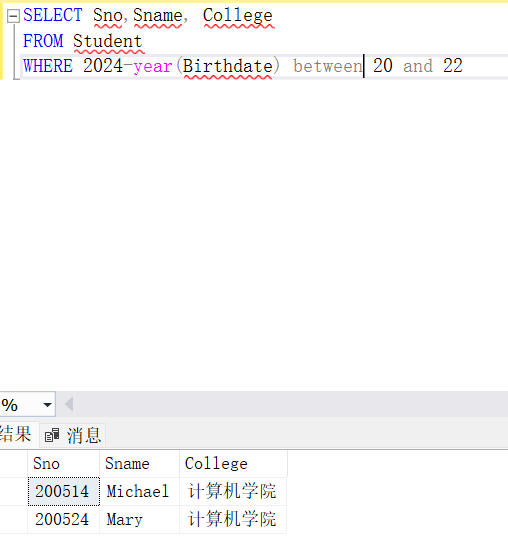 SELECT Sno,Sname, College
FROM Student
WHERE 2024-year(Birthdate) between 20 and 22
%
结果 消息
Sno Sname College
200514 Michael 计算机学院
200524 Mary 计算机学院